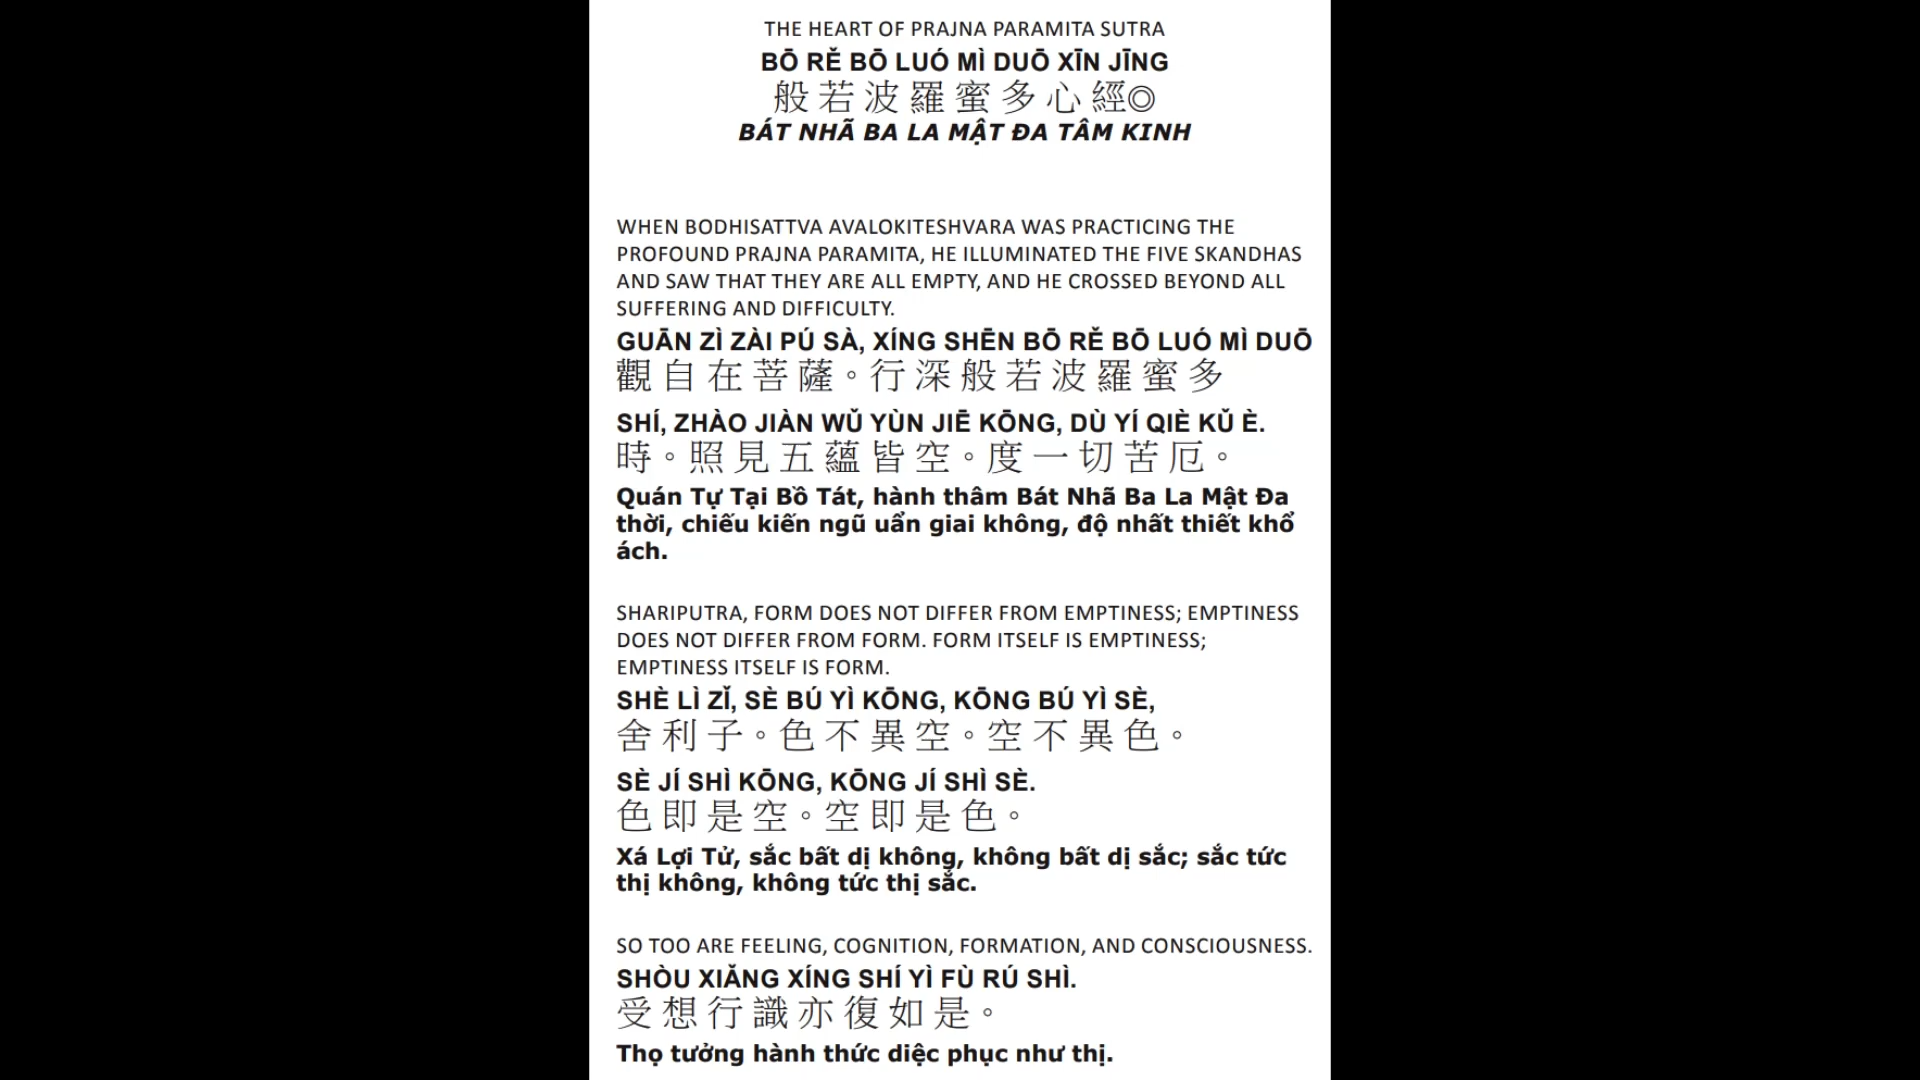 THE HEART OF PRAJNA PARAMITA SUTRA
BŌ RĚ BŌ LUÓ MÌ DUŌ XĪN JĪNG
般若波羅蜜多心經◎
BÁT NHÃ BA LA MẬT ĐA TÂM KINH
WHEN BODHISATTVA AVALOKITESHVARA WAS PRACTICING THE
PROFOUND PRAJNA PARAMITA, HE ILLUMINATED THE FIVE SKANDHAS
AND SAW THAT THEY ARE ALL EMPTY, AND HE CROSSED BEYOND ALL
SUFFERING AND DIFFICULTY.
GUĀN ZÌ ZÀI PÚ SÀ, XÍNG SHĒN BŌ RĚ BŌ LUÓ MÌ DUŌ
觀自在菩薩。行深般若波羅蜜多
SHÍ, ZHÀO JIÀN WǓ YÙN JIĒ KŌNG, DÙ YÍ QIÈ KǓ È.
時。照見五蘊皆空。度一切苦厄。
Quán Tự Tại Bồ Tát, hành thâm Bát Nhã Ba La Mật Đa
thời, chiếu kiến ngũ uẩn giai không, độ nhất thiết khổ
ách.
SHARIPUTRA, FORM DOES NOT DIFFER FROM EMPTINESS; EMPTINESS
DOES NOT DIFFER FROM FORM. FORM ITSELF IS EMPTINESS;
EMPTINESS ITSELF IS FORM.
SHÈ LÌ ZǏ, SÈ BÚ YÌ KŌNG, KŌNG BÚ YÌ SÈ,
舍利子。色不異空。空不異色。
SÈ JÍ SHÌ KŌNG, KŌNG JÍ SHÌ SÈ.
色即是空。空即是色。
Xá Lợi Tử, sắc bất dị không, không bất dị sắc; sắc tức
thị không, không tức thị sắc.
SO TOO ARE FEELING, COGNITION, FORMATION, AND CONSCIOUSNESS.
SHÒU XIǍNG XÍNG SHÍ YÌ FÙ RÚ SHÌ.
受想行識亦復如是。
Thọ tưởng hành thức diệc phục như thị.